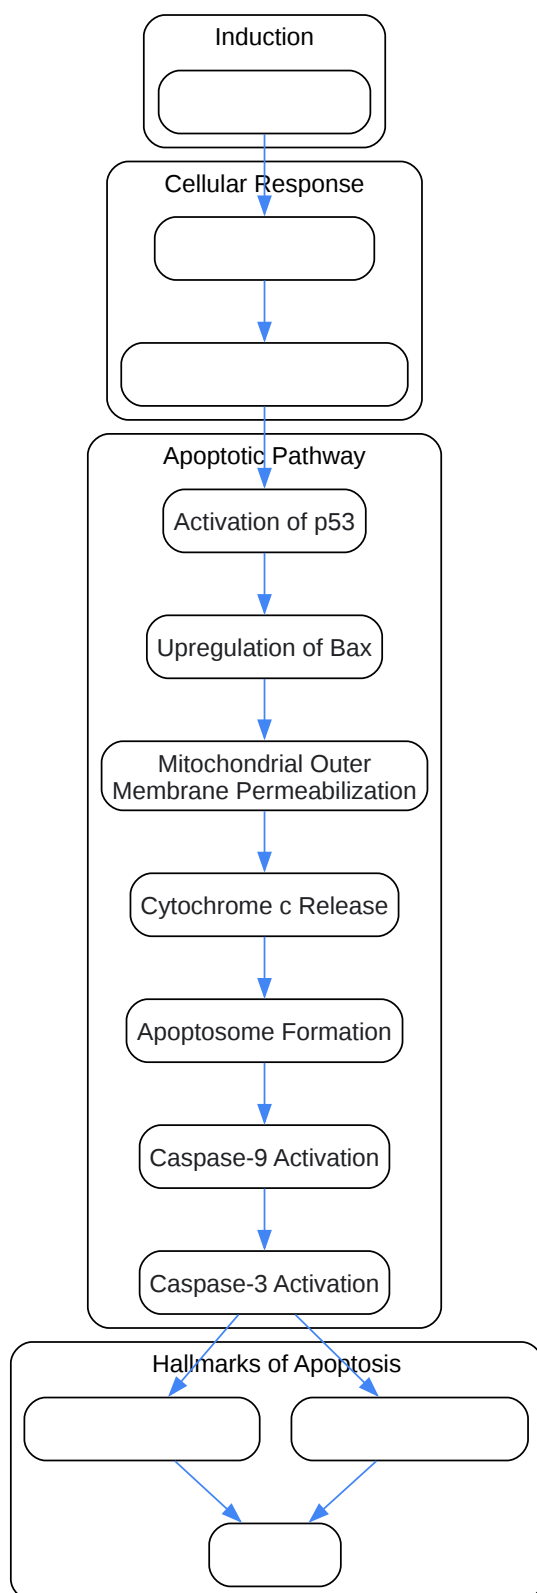 Induction
Cellular Response
Apoptotic Pathway
Activation of p53
Upregulation of Bax
Mitochondrial Outer
Membrane Permeabilization
Cytochrome c Release
Apoptosome Formation
Caspase-9 Activation
Caspase-3 Activation
Hallmarks of Apoptosis